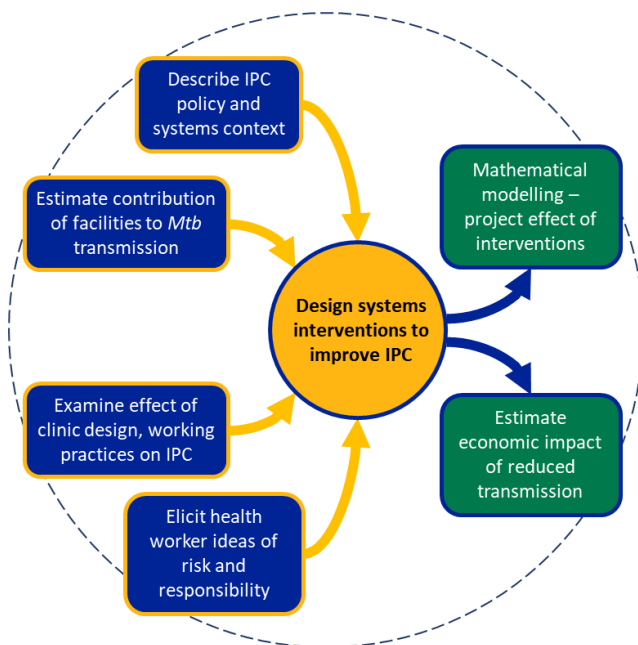 Describe IPC
policy and
systems context
Estimate contribution
of facilities to Mtb
transmission
Examine effect of
clinic design, working
practices on IPC
Elicit health
worker ideas of
risk and
responsibility
Design systems
interventions to
improve IPC
Mathematical
modelling –
project effect of
interventions
Estimate
economic impact
of reduced
transmission